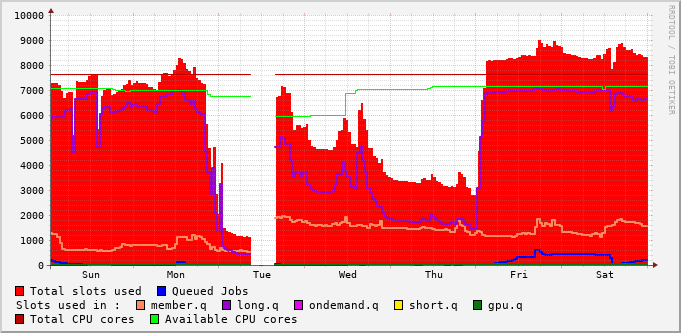 10000
9000
8000
7000
6000
5000
4000
3000
2000
1000
0
Sun Mon Tue Wed Thu Fri Sat
RRDTOOL / TOBI OETIKER
Total slots used Queued Jobs
Slots used in : member.q long.q ondemand.q short.q gpu.q
Total CPU cores Available CPU cores